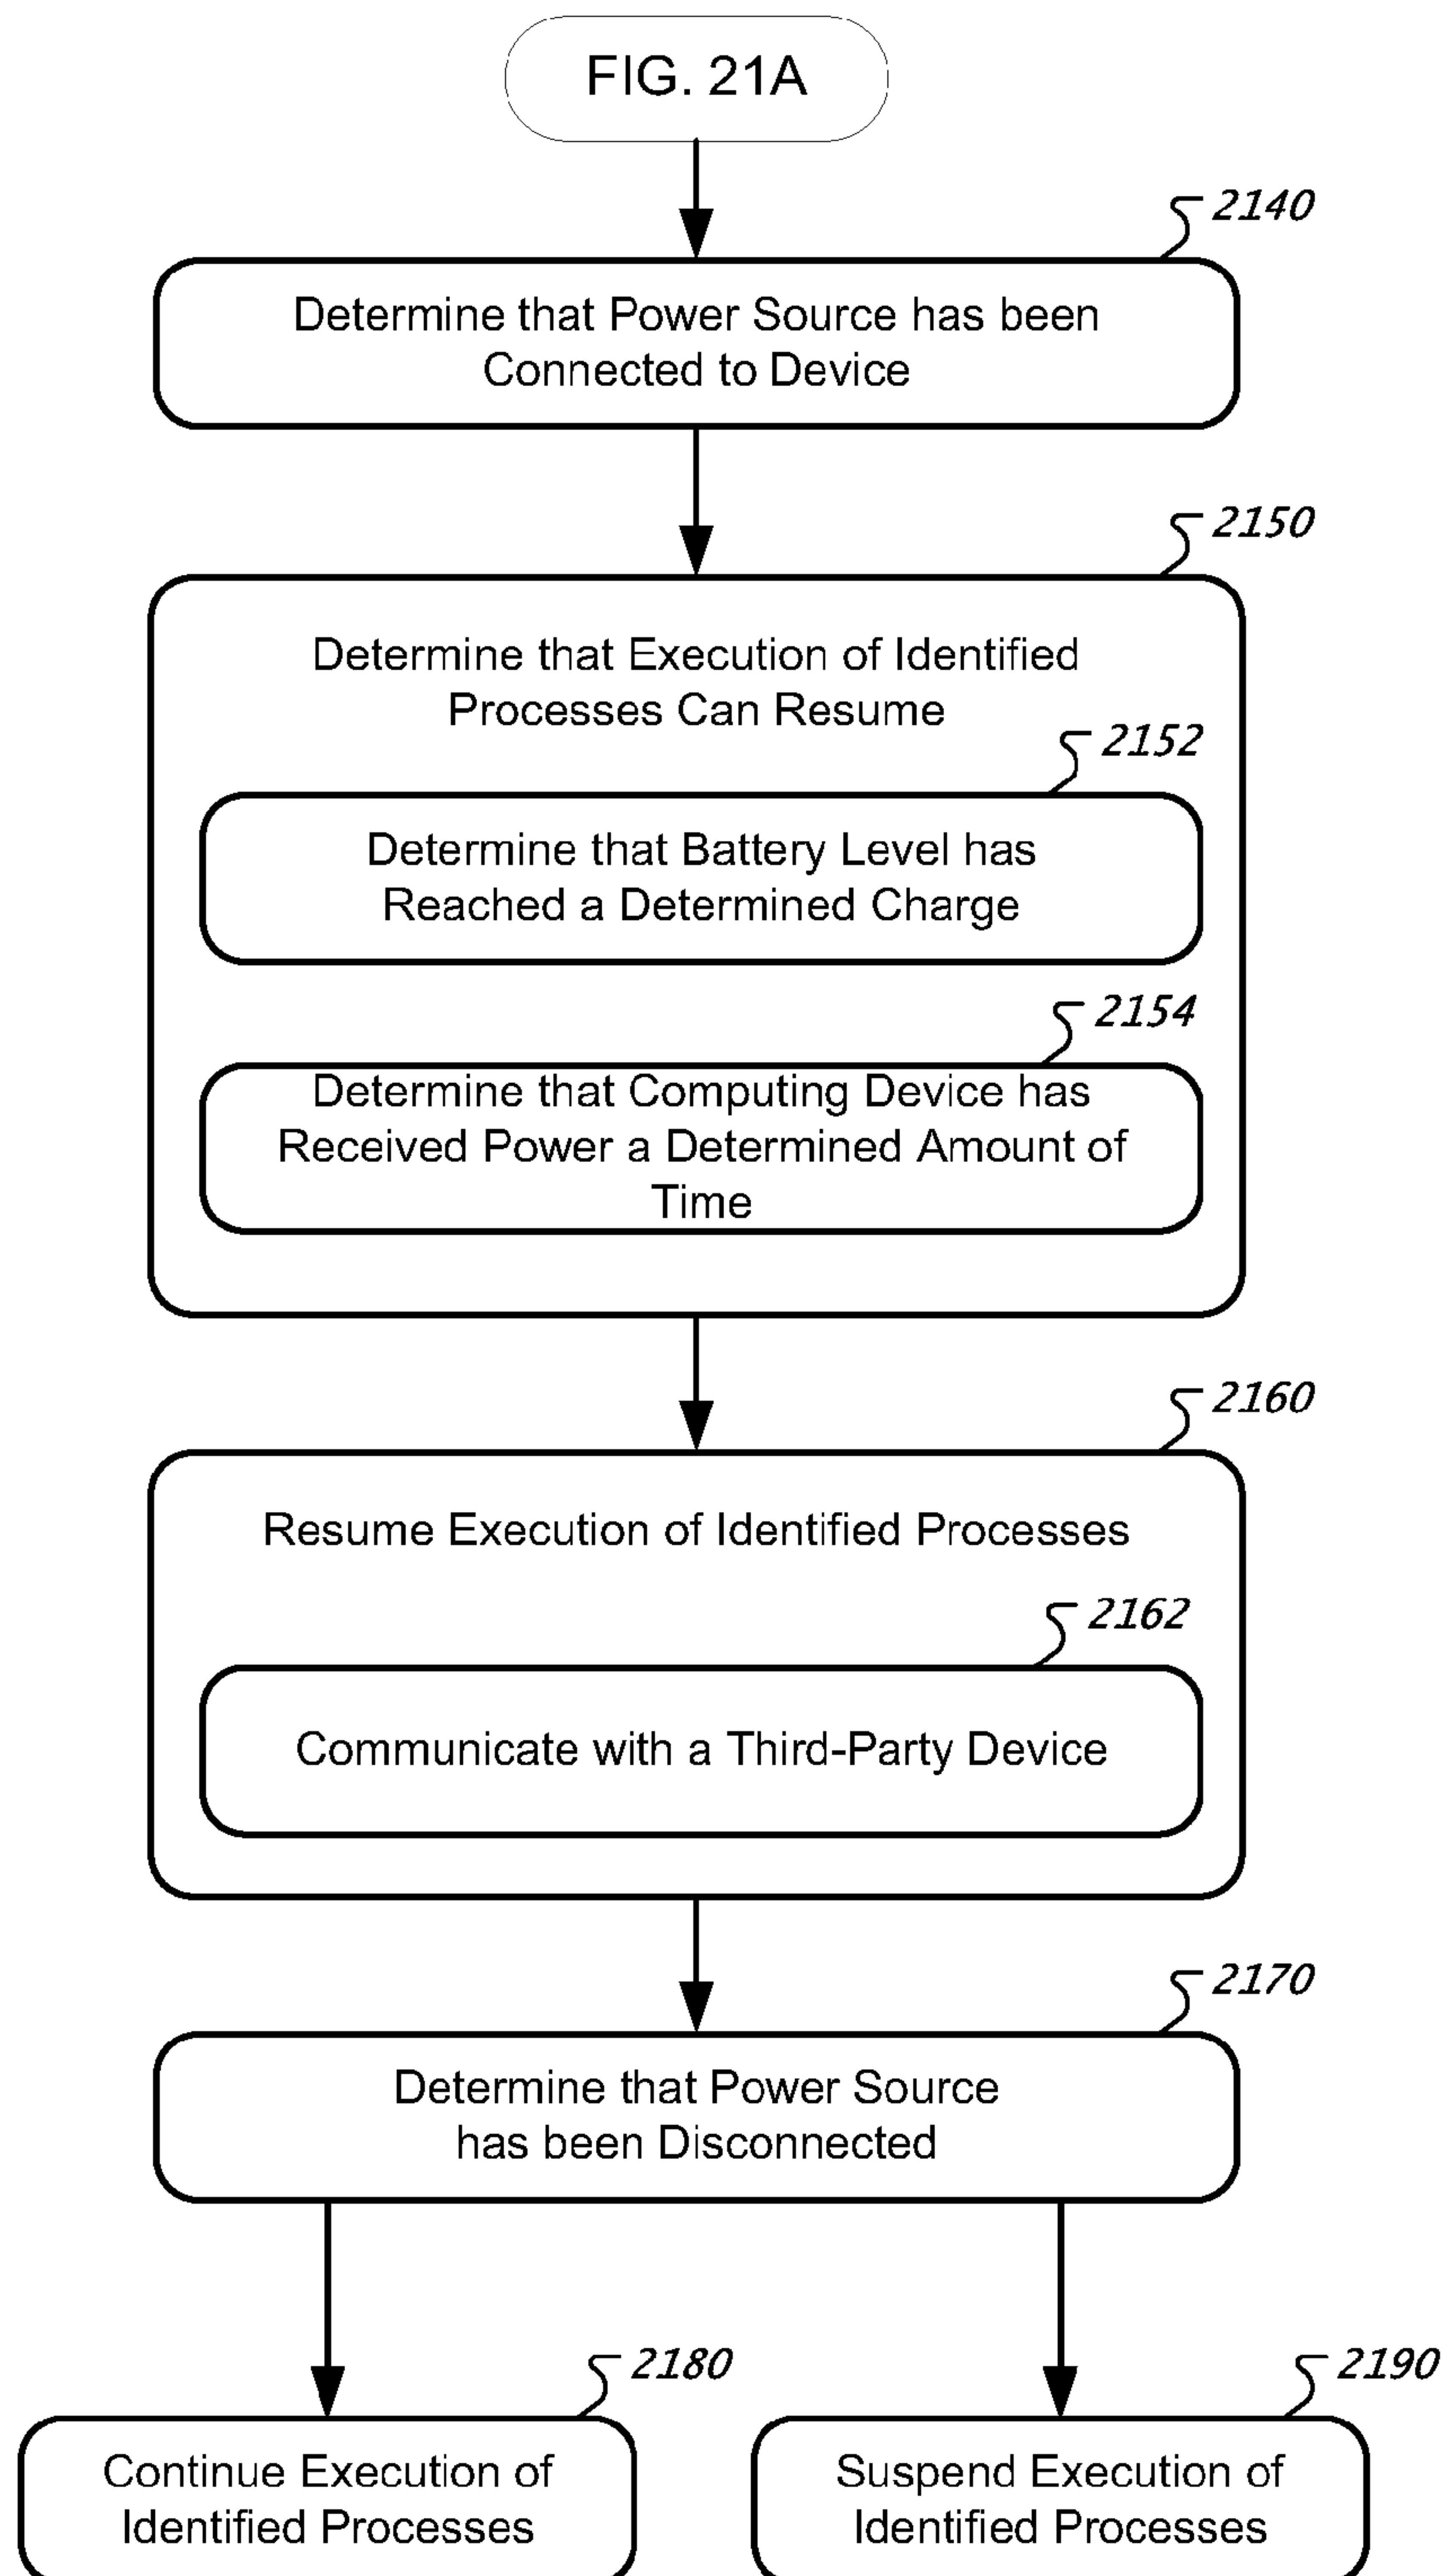 FIG. 21A
2140
Determine that Power Source has been
Connected to Device
2150
Determine that Execution of Identified
Processes Can Resume
2152
Determine that Battery Level has
Reached a Determined Charge
2154
Determine that Computing Device has
Received Power a Determined Amount of
Time
2160
Resume Execution of Identified Processes
2162
Communicate with a Third-Party Device
2170
Determine that Power Source
has been Disconnected
2180
Continue Execution of
Identified Processes
2190
Suspend Execution of
Identified Processes